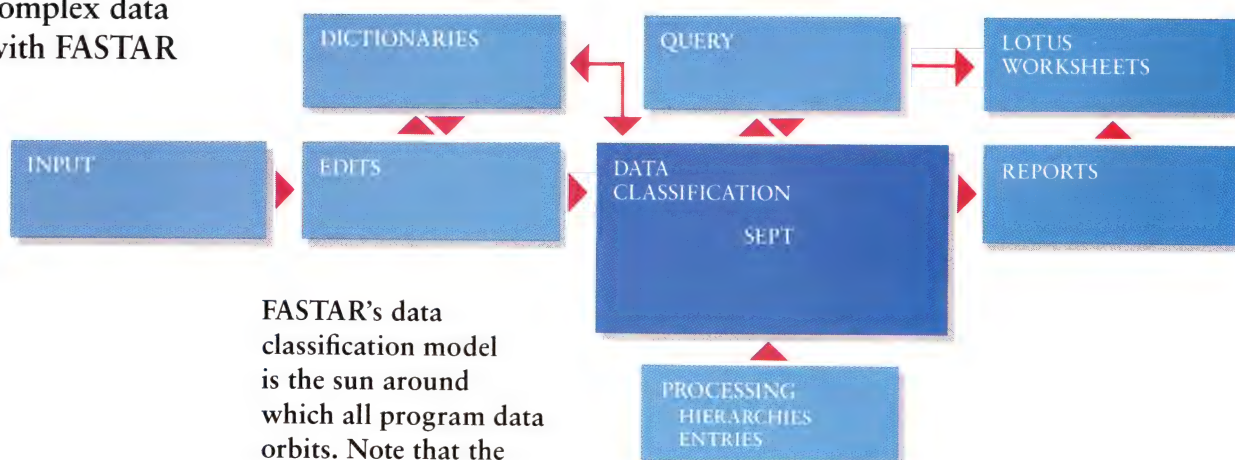 omplex data
with FASTAR
DICTIONARIES
QUERY
LOTUS
WORKSHEETS
INPUT
EDITS
DATA
CLASSIFICATION
SEPT
REPORTS
FASTAR's data
classification model
is the sun around
which all program data
orbits. Note that the
PROCESSING
HIERARCHIES
ENTRIES